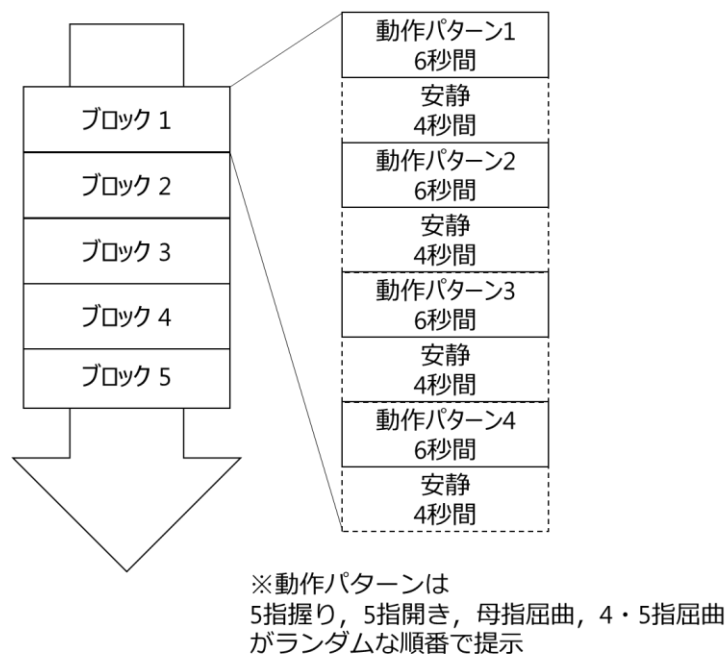 ブロック 1
ブロック 2
ブロック 3
ブロック 4
ブロック 5
動作パターン1
6秒間
安静
4秒間
動作パターン2
6秒間
安静
4秒間
動作パターン3
6秒間
安静
4秒間
動作パターン4
6秒間
安静
4秒間
※動作パターンは
5指握り，5指開き，母指屈曲，4・5指屈曲
がランダムな順番で提示